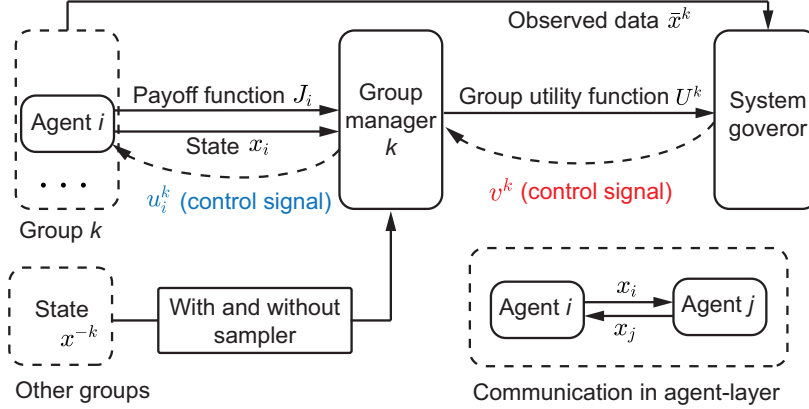 Observed data x̄^k
Payoff function J_i
Agent i
State x_i
. . .
Group k
u_i^k (control signal)
Group
manager
k
Group utility function U^k
v^k (control signal)
System
goveror
State
x^{-k}
Other groups
With and without
sampler
Agent i
x_i
x_j
Agent j
Communication in agent-layer